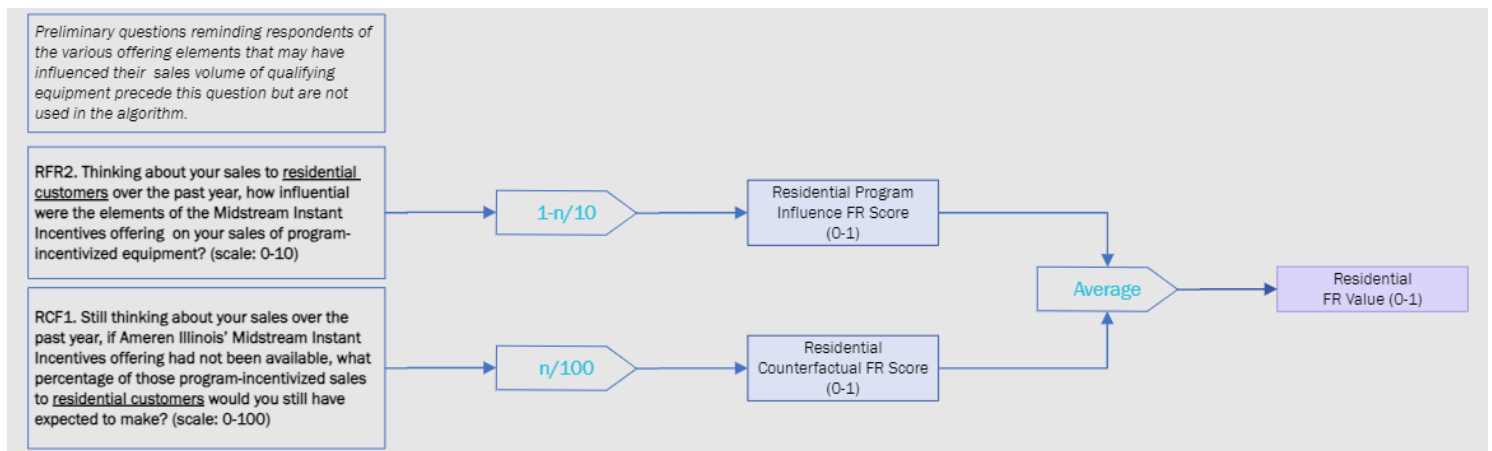 Preliminary questions reminding respondents of
the various offering elements that may have
influenced their sales volume of qualifying
equipment precede this question but are not
used in the algorithm.
RFR2. Thinking about your sales to residential
customers over the past year, how influential
were the elements of the Midstream Instant
Incentives offering on your sales of program-
incentivized equipment? (scale: 0-10)
1-n/10
Residential Program
Influence FR Score
(0-1)
RCF1. Still thinking about your sales over the
past year, if Ameren Illinois' Midstream Instant
Incentives offering had not been available, what
percentage of those program-incentivized sales
to residential customers would you still have
expected to make? (scale: 0-100)
n/100
Residential
Counterfactual FR Score
(0-1)
Average
Residential
FR Value (0-1)